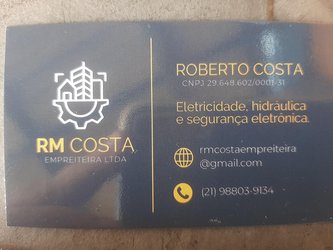 RM COSTA
EMPREITEIRA LTDA
ROBERTO COSTA
CNPJ 29.648.602/0001-31
Eletricidade, hidráulica
e segurança eletrônica.
rmcostaempreiteira
@gmail.com
(21) 98803-9134